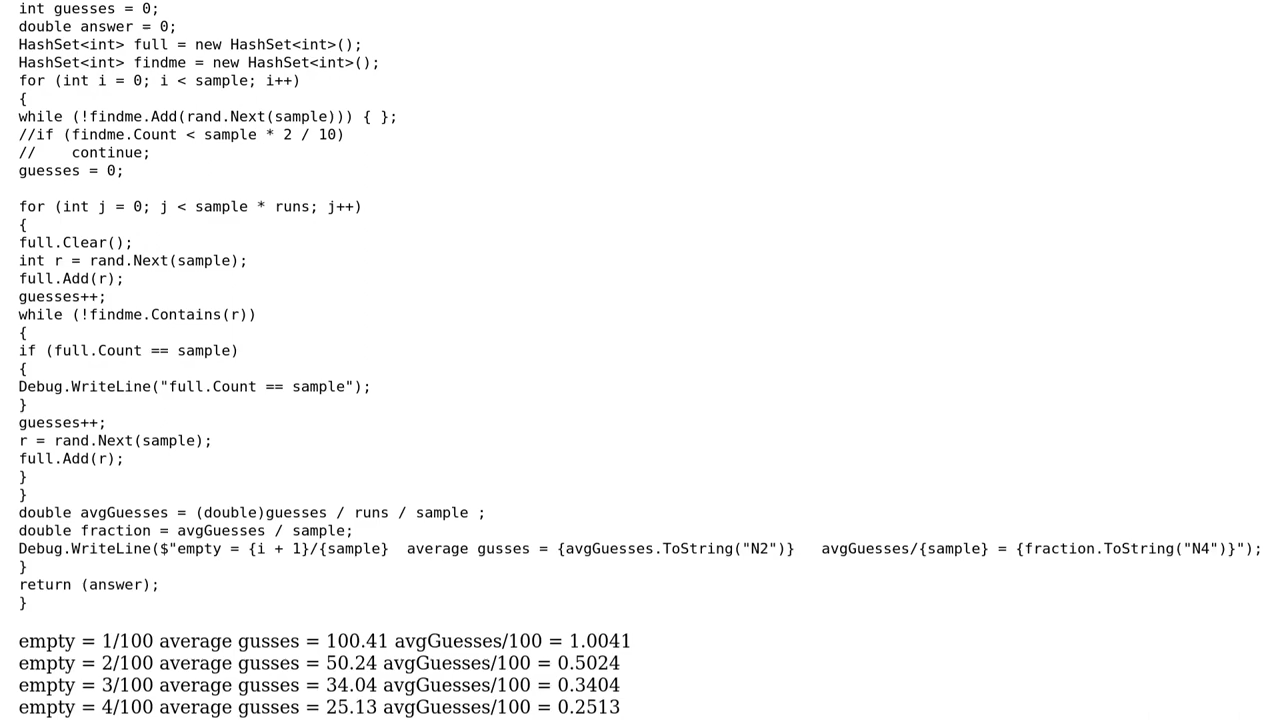 int guesses = 0;
double answer = 0;
HashSet<int> full = new HashSet<int>();
HashSet<int> findme = new HashSet<int>();
for (int i = 0; i < sample; i++)
{
while (!findme.Add(rand.Next(sample))) { };
//if (findme.Count < sample * 2 / 10)
//    continue;
guesses = 0;

for (int j = 0; j < sample * runs; j++)
{
full.Clear();
int r = rand.Next(sample);
full.Add(r);
guesses++;
while (!findme.Contains(r))
{
if (full.Count == sample)
{
Debug.WriteLine("full.Count == sample");
}
guesses++;
r = rand.Next(sample);
full.Add(r);
}
}
double avgGuesses = (double)guesses / runs / sample ;
double fraction = avgGuesses / sample;
Debug.WriteLine($"empty = {i + 1}/{sample}  average gusses = {avgGuesses.ToString("N2")}   avgGuesses/{sample} = {fraction.ToString("N4")}");
}
return (answer);
}

empty = 1/100 average gusses = 100.41 avgGuesses/100 = 1.0041
empty = 2/100 average gusses = 50.24 avgGuesses/100 = 0.5024
empty = 3/100 average gusses = 34.04 avgGuesses/100 = 0.3404
empty = 4/100 average gusses = 25.13 avgGuesses/100 = 0.2513